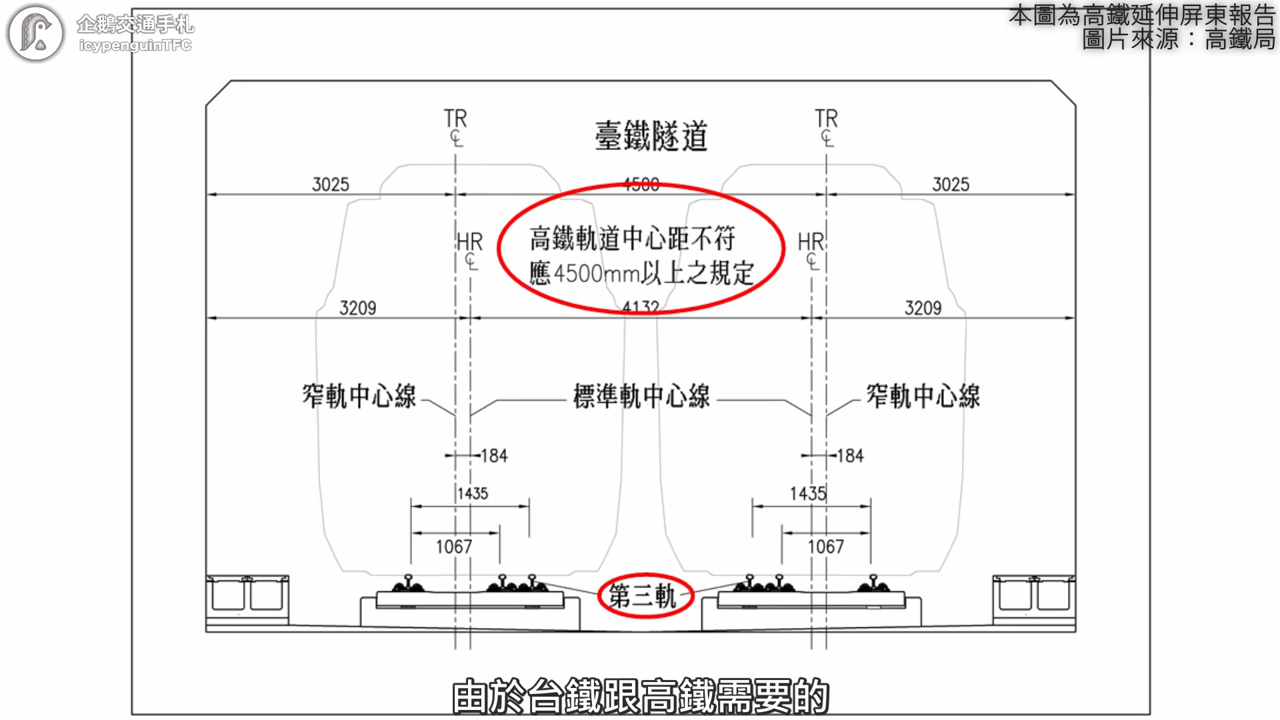 企鵝交通手札
icypenguinTFC
本圖為高鐵延伸屏東報告
圖片來源：高鐵局
TR
TR
臺鐵隧道
3025
4500
3025
HR
高鐵軌道中心距不符
應4500mm以上之規定
HR
3209
4132
3209
窄軌中心線
標準軌中心線
窄軌中心線
184
184
1435
1435
1067
1067
第三軌
由於台鐵跟高鐵需要的